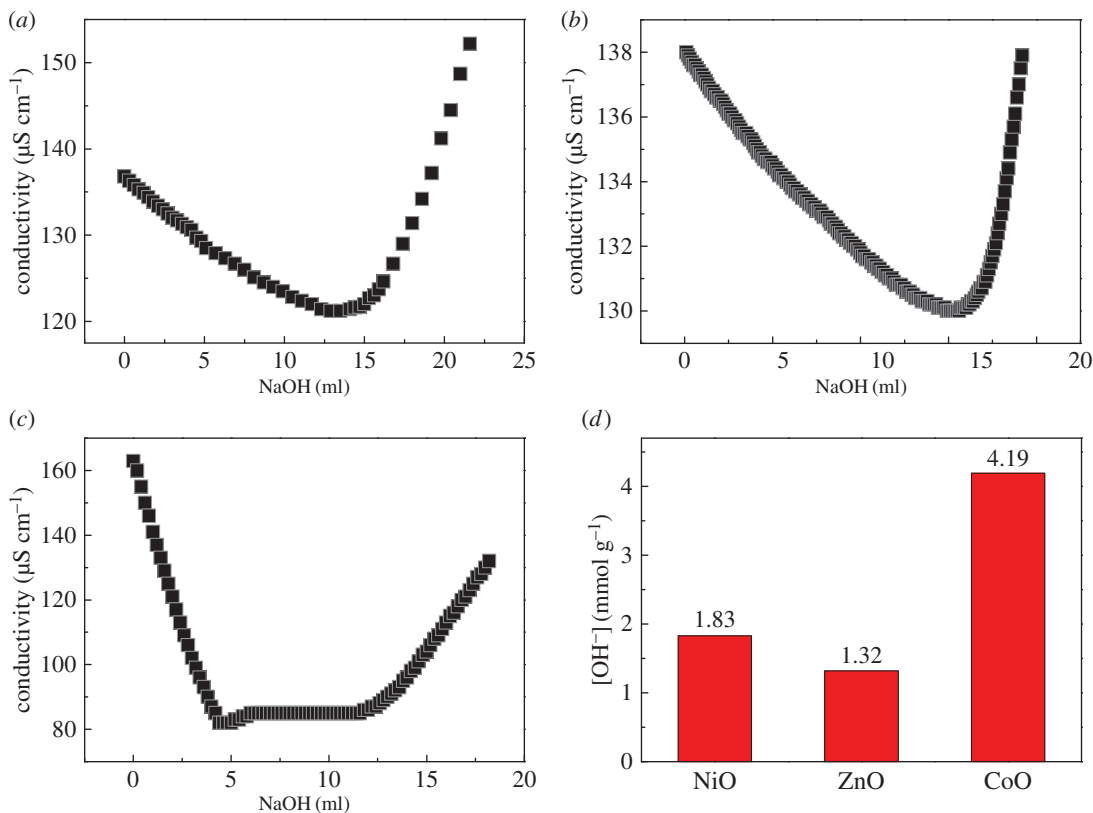 (a)
150
140
130
120
conductivity (µS cm−1)
0 5 10 15 20 25
NaOH (ml)
(b)
138
136
134
132
130
conductivity (µS cm−1)
0 5 10 15 20
NaOH (ml)
(c)
160
140
120
100
80
conductivity (µS cm−1)
0 5 10 15 20
NaOH (ml)
(d)
4
3
2
1
0
[OH−] (mmol g−1)
1.83
1.32
4.19
NiO ZnO CoO